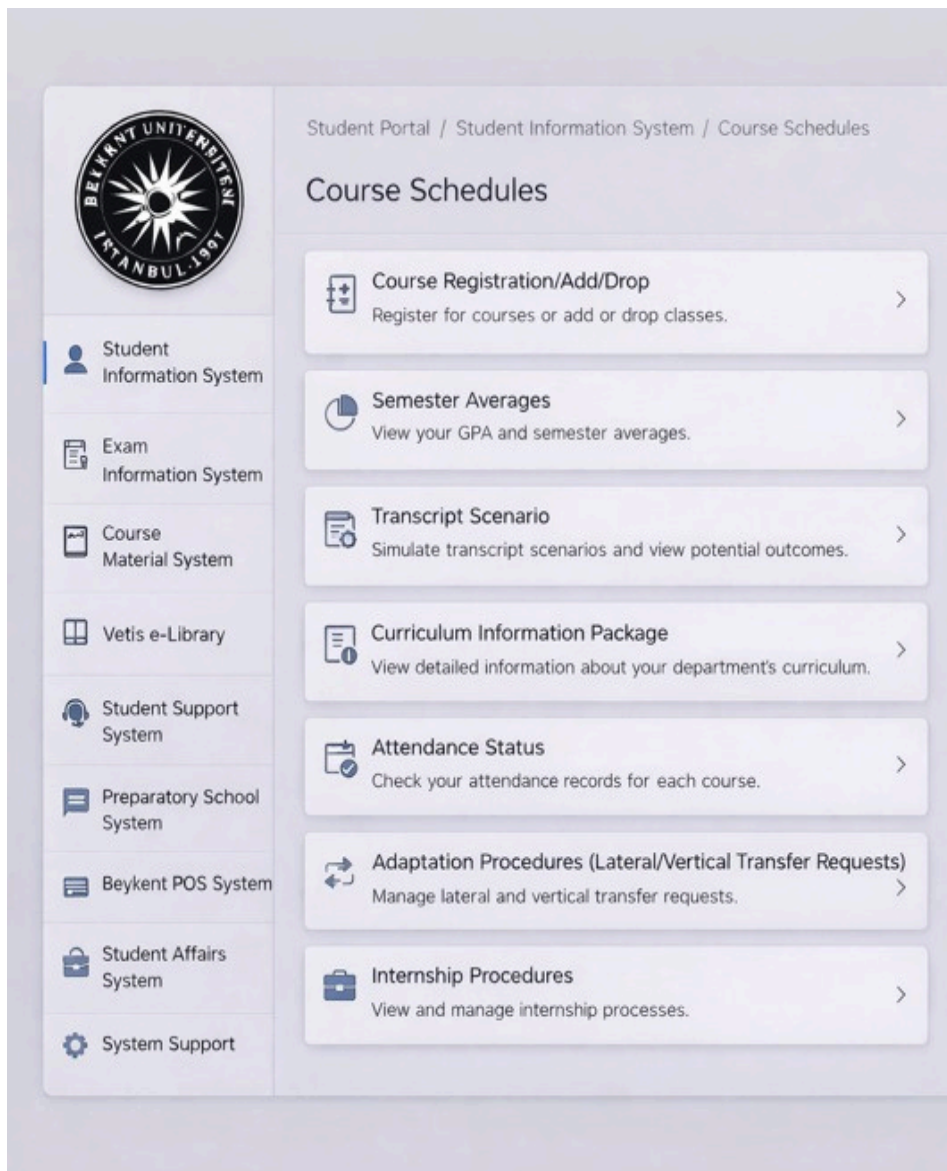 BEYKRNT UNITERSITENI
ISTANBUL·1997
Student Portal / Student Information System / Course Schedules
Course Schedules
Student
Information System
Exam
Information System
Course
Material System
Vetis e-Library
Student Support
System
Preparatory School
System
Beykent POS System
Student Affairs
System
System Support
Course Registration/Add/Drop
Register for courses or add or drop classes.
Semester Averages
View your GPA and semester averages.
Transcript Scenario
Simulate transcript scenarios and view potential outcomes.
Curriculum Information Package
View detailed information about your department's curriculum.
Attendance Status
Check your attendance records for each course.
Adaptation Procedures (Lateral/Vertical Transfer Requests)
Manage lateral and vertical transfer requests.
Internship Procedures
View and manage internship processes.